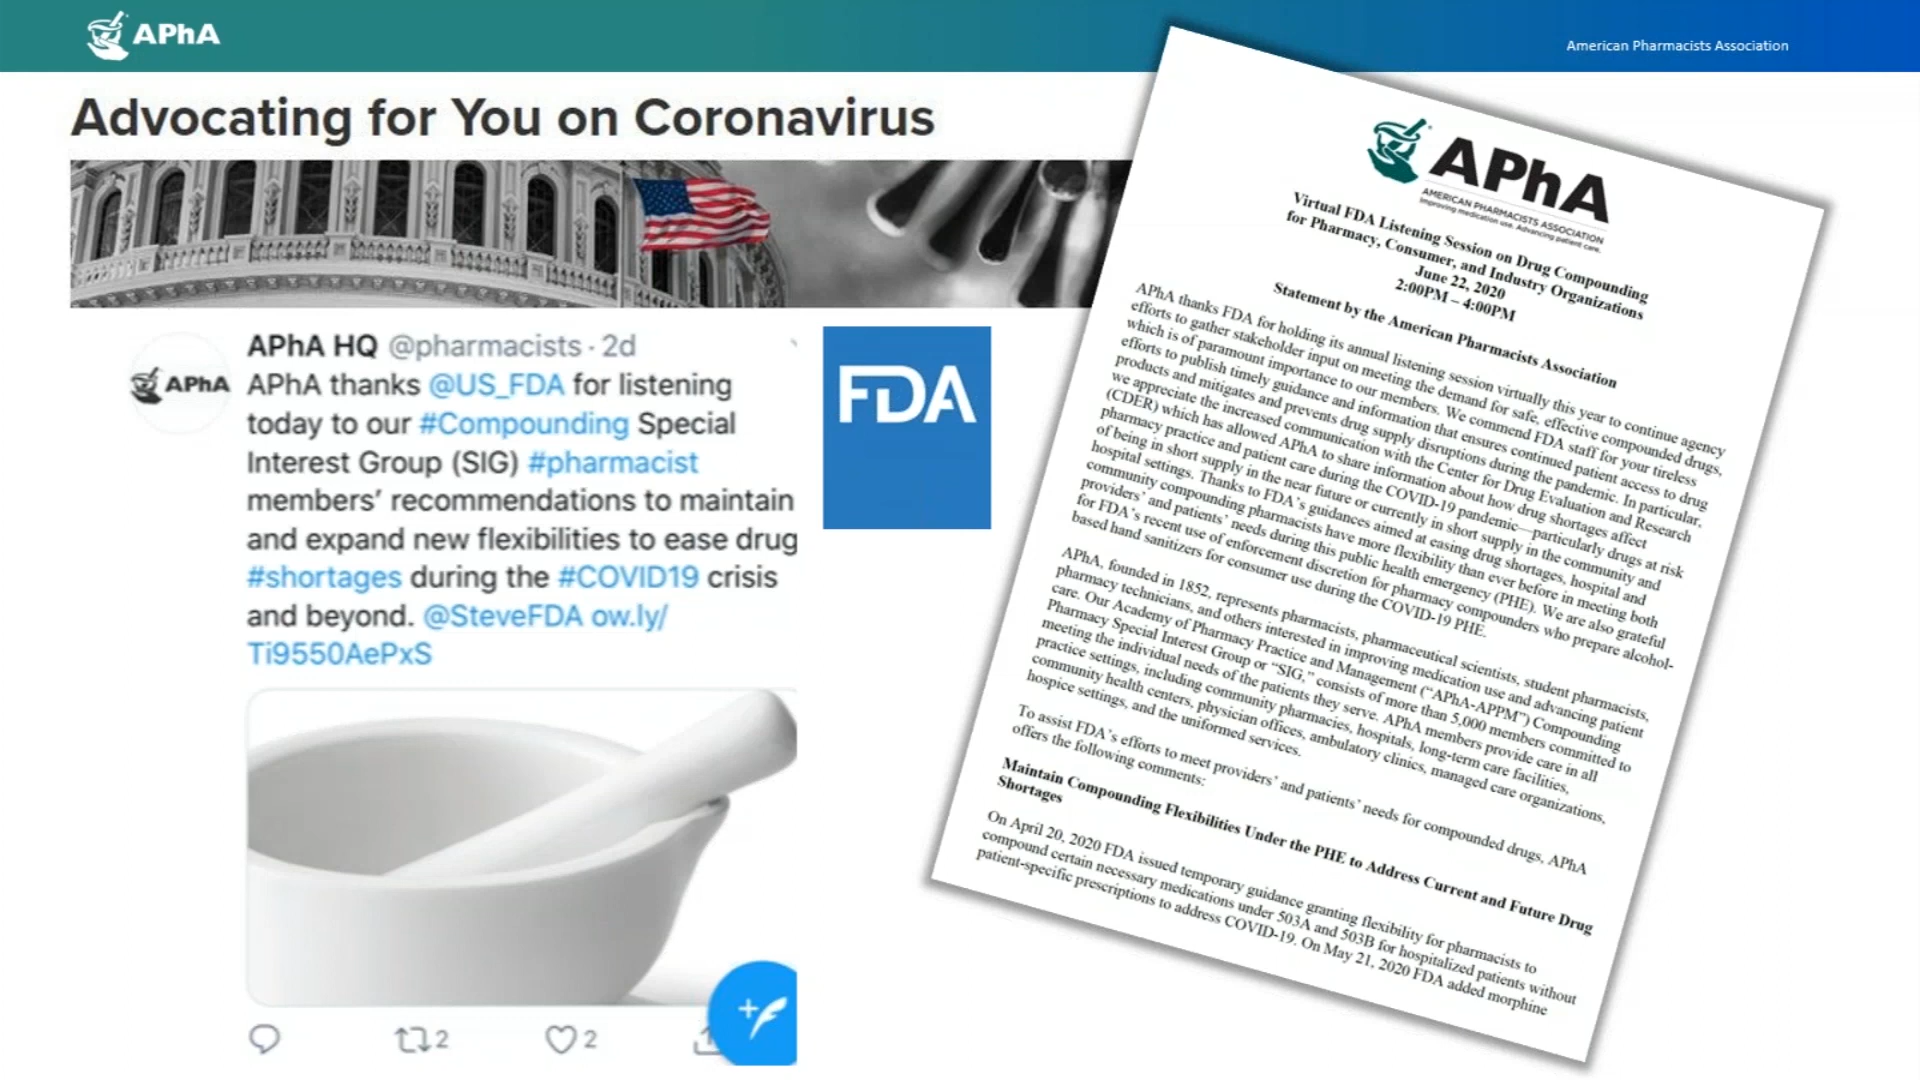 APhA
American Pharmacists Association
Advocating for You on Coronavirus
APhA HQ @pharmacists · 2d
APhA
APhA thanks @US_FDA for listening
today to our #Compounding Special
Interest Group (SIG) #pharmacist
members' recommendations to maintain
and expand new flexibilities to ease drug
#shortages during the #COVID19 crisis
and beyond. @SteveFDA ow.ly/
Ti9550AePxS
2
2
FDA
APhA
AMERICAN PHARMACISTS ASSOCIATION
Improving medication use. Advancing patient care.
Virtual FDA Listening Session on Drug Compounding
for Pharmacy, Consumer, and Industry Organizations
June 22, 2020
2:00PM – 4:00PM
Statement by the American Pharmacists Association
APhA thanks FDA for holding its annual listening session virtually this year to continue agency
efforts to gather stakeholder input on meeting the demand for safe, effective compounded drugs,
which is of paramount importance to our members. We commend FDA staff for your tireless
efforts to publish timely guidance and information that ensures continued patient access to drug
products and mitigates and prevents drug supply disruptions during the pandemic. In particular,
we appreciate the increased communication with the Center for Drug Evaluation and Research
(CDER) which has allowed APhA to share information about how drug shortages affect
pharmacy practice and patient care during the COVID-19 pandemic—particularly drugs at risk
of being in short supply in the near future or currently in short supply in the community and
hospital settings. Thanks to FDA's guidances aimed at easing drug shortages, hospital and
community compounding pharmacists have more flexibility than ever before in meeting both
providers' and patients' needs during this public health emergency (PHE). We are also grateful
for FDA's recent use of enforcement discretion for pharmacy compounders who prepare alcohol-
based hand sanitizers for consumer use during the COVID-19 PHE.
APhA, founded in 1852, represents pharmacists, pharmaceutical scientists, student pharmacists,
pharmacy technicians, and others interested in improving medication use and advancing patient
care. Our Academy of Pharmacy Practice and Management ("APhA-APPM") Compounding
Pharmacy Special Interest Group or "SIG," consists of more than 5,000 members committed to
meeting the individual needs of the patients they serve. APhA members provide care in all
practice settings, including community pharmacies, hospitals, long-term care facilities,
community health centers, physician offices, ambulatory clinics, managed care organizations,
hospice settings, and the uniformed services.
To assist FDA's efforts to meet providers' and patients' needs for compounded drugs, APhA
offers the following comments:
Maintain Compounding Flexibilities Under the PHE to Address Current and Future Drug
Shortages
On April 20, 2020 FDA issued temporary guidance granting flexibility for pharmacists to
compound certain necessary medications under 503A and 503B for hospitalized patients without
patient-specific prescriptions to address COVID-19. On May 21, 2020 FDA added morphine